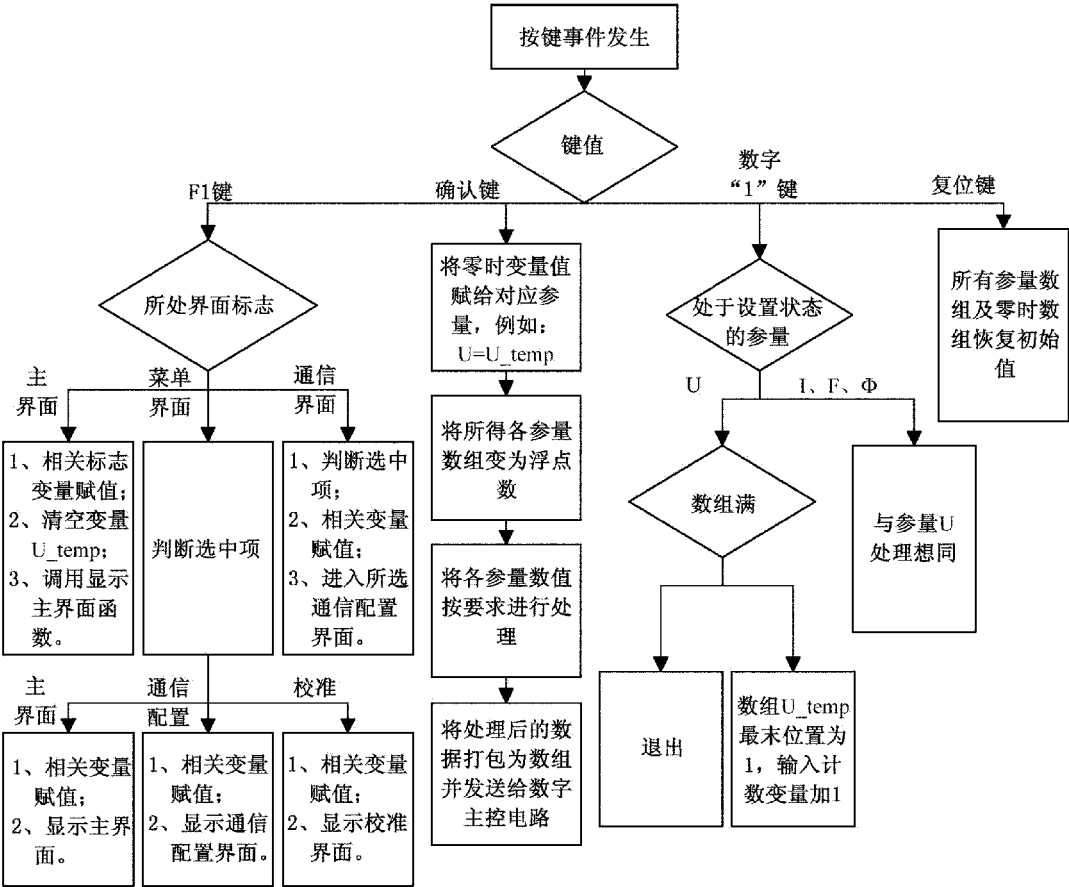 按键事件发生
键值
F1键
确认键
数字
“1”键
复位键
所处界面标志
将零时变量值
赋给对应参
量，例如：
U=U_temp
处于设置状态
的参量
所有参量数
组及零时数
组恢复初始
值
主
界面
菜单
界面
通信
界面
U
I、F、Φ
1、相关标志
变量赋值；
2、清空变量
U_temp；
3、调用显示
主界面函
数。
判断选中项
1、判断选中
项；
2、相关变量
赋值；
3、进入所选
通信配置
界面。
将所得各参量
数组变为浮点
数
数组满
与参量U
处理想同
将各参量数值
按要求进行处
理
主
界面
通信
配置
校准
1、相关变量
赋值；
2、显示主界
面。
1、相关变量
赋值；
2、显示通信
配置界面。
1、相关变量
赋值；
2、显示校准
界面。
将处理后的数
据打包为数组
并发送给数字
主控电路
退出
数组U_temp
最末位置为
1，输入计
数变量加1